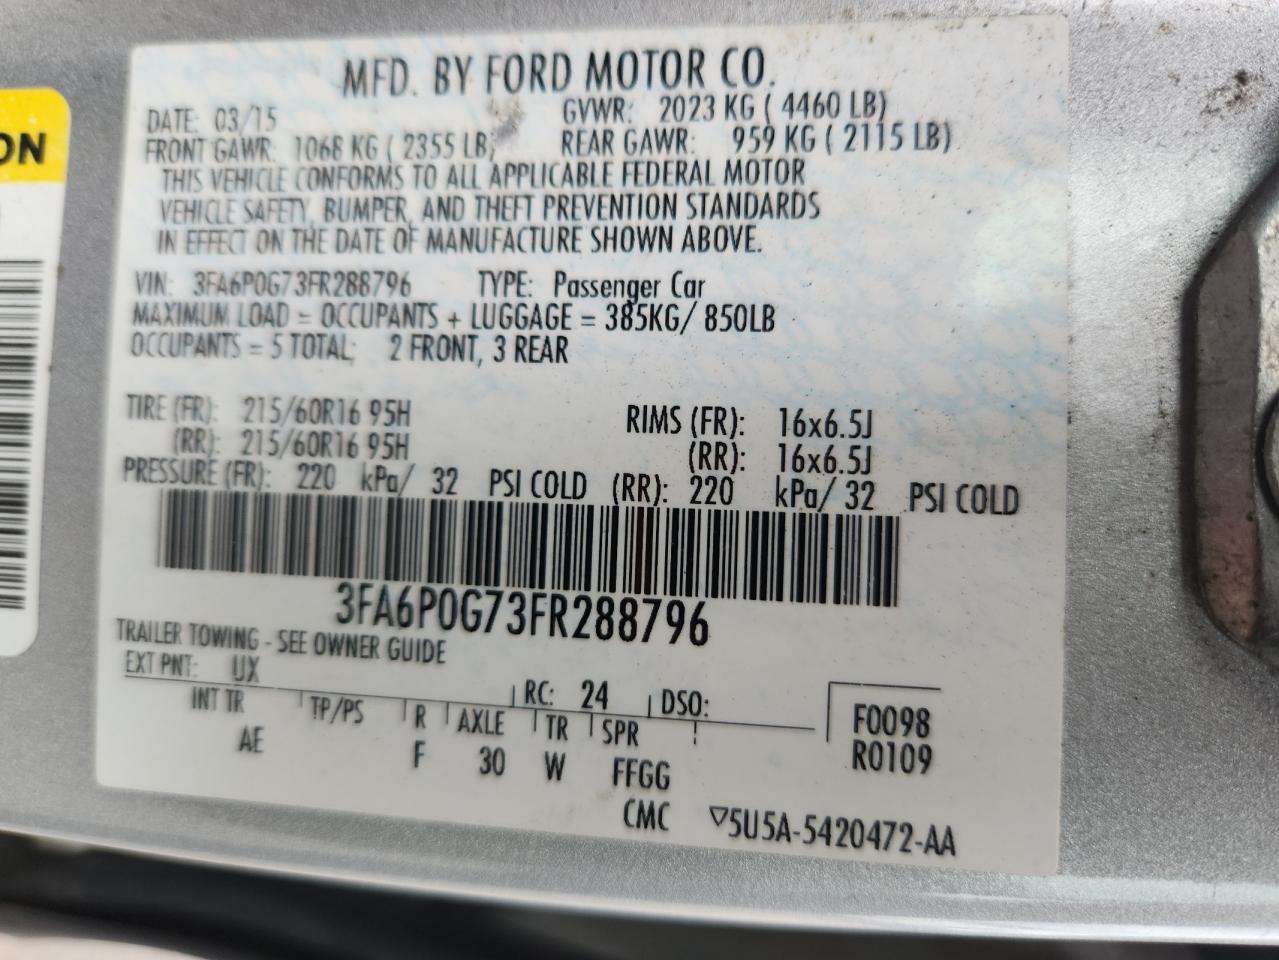 ON
MFD. BY FORD MOTOR CO.
DATE: 03/15 GVWR: 2023 KG ( 4460 LB)
FRONT GAWR: 1068 KG ( 2355 LB) REAR GAWR: 959 KG ( 2115 LB)
THIS VEHICLE CONFORMS TO ALL APPLICABLE FEDERAL MOTOR
VEHICLE SAFETY, BUMPER, AND THEFT PREVENTION STANDARDS
IN EFFECT ON THE DATE OF MANUFACTURE SHOWN ABOVE.
VIN: 3FA6P0G73FR288796 TYPE: Passenger Car
MAXIMUM LOAD = OCCUPANTS + LUGGAGE = 385KG/ 850LB
OCCUPANTS = 5 TOTAL; 2 FRONT, 3 REAR
TIRE (FR): 215/60R16 95H RIMS (FR): 16x6.5J
(RR): 215/60R16 95H (RR): 16x6.5J
PRESSURE (FR): 220 kPa/ 32 PSI COLD (RR): 220 kPa/ 32 PSI COLD
3FA6P0G73FR288796
TRAILER TOWING - SEE OWNER GUIDE
EXT PNT: UX RC: 24 DSO:
INT TR TP/PS R AXLE TR SPR F0098
AE F 30 W FFGG R0109
CMC ▽5U5A-5420472-AA